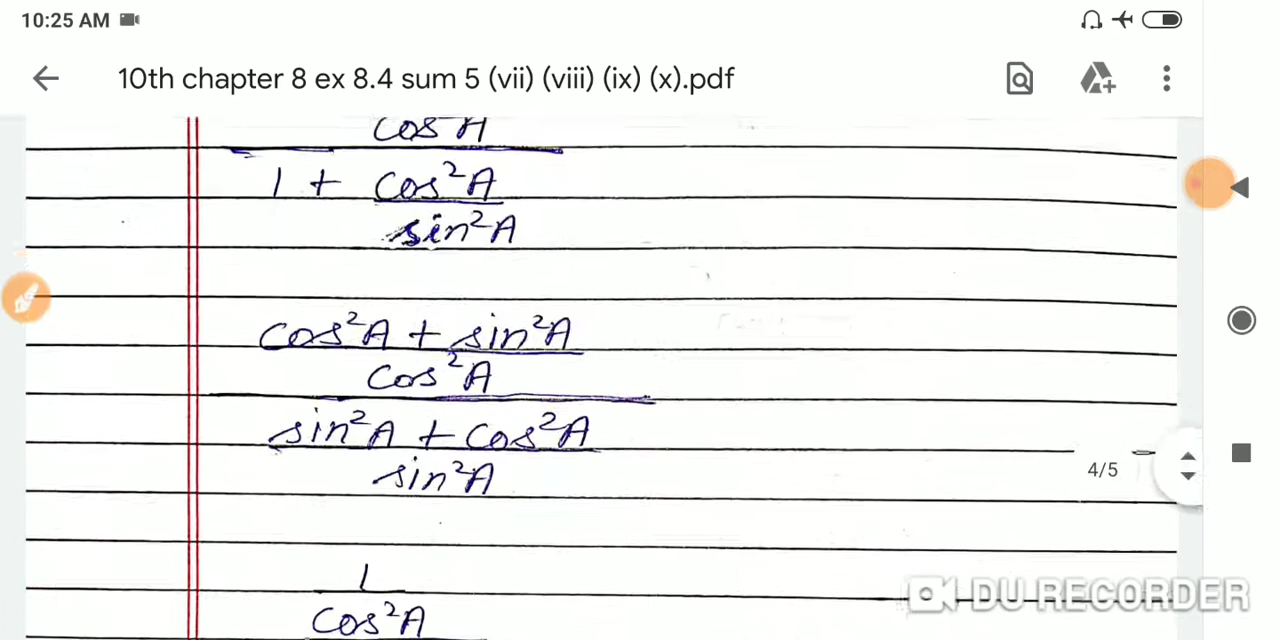 10:25 AM
10th chapter 8 ex 8.4 sum 5 (vii) (viii) (ix) (x).pdf
cos A
1 + cos²A
sin²A
cos²A + sin²A
cos²A
sin²A + cos²A
sin²A
4/5
1
cos²A
DU RECORDER